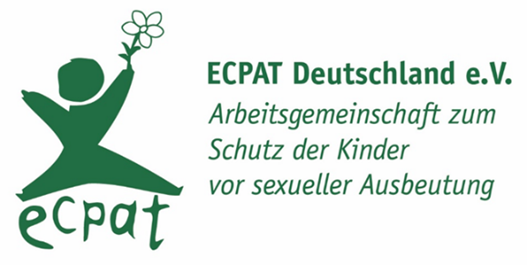 ecpat
ECPAT Deutschland e.V.
Arbeitsgemeinschaft zum
Schutz der Kinder
vor sexueller Ausbeutung